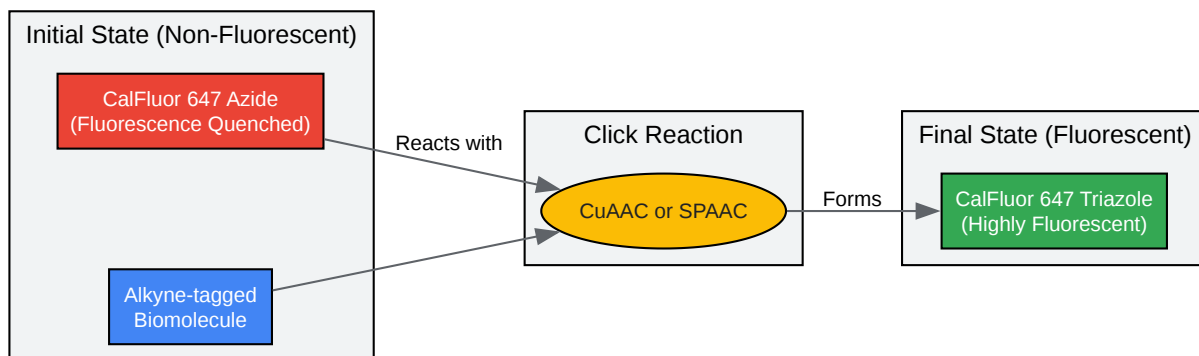 Initial State (Non-Fluorescent)
CalFluor 647 Azide
(Fluorescence Quenched)
Alkyne-tagged
Biomolecule
Reacts with
Click Reaction
CuAAC or SPAAC
Forms
Final State (Fluorescent)
CalFluor 647 Triazole
(Highly Fluorescent)